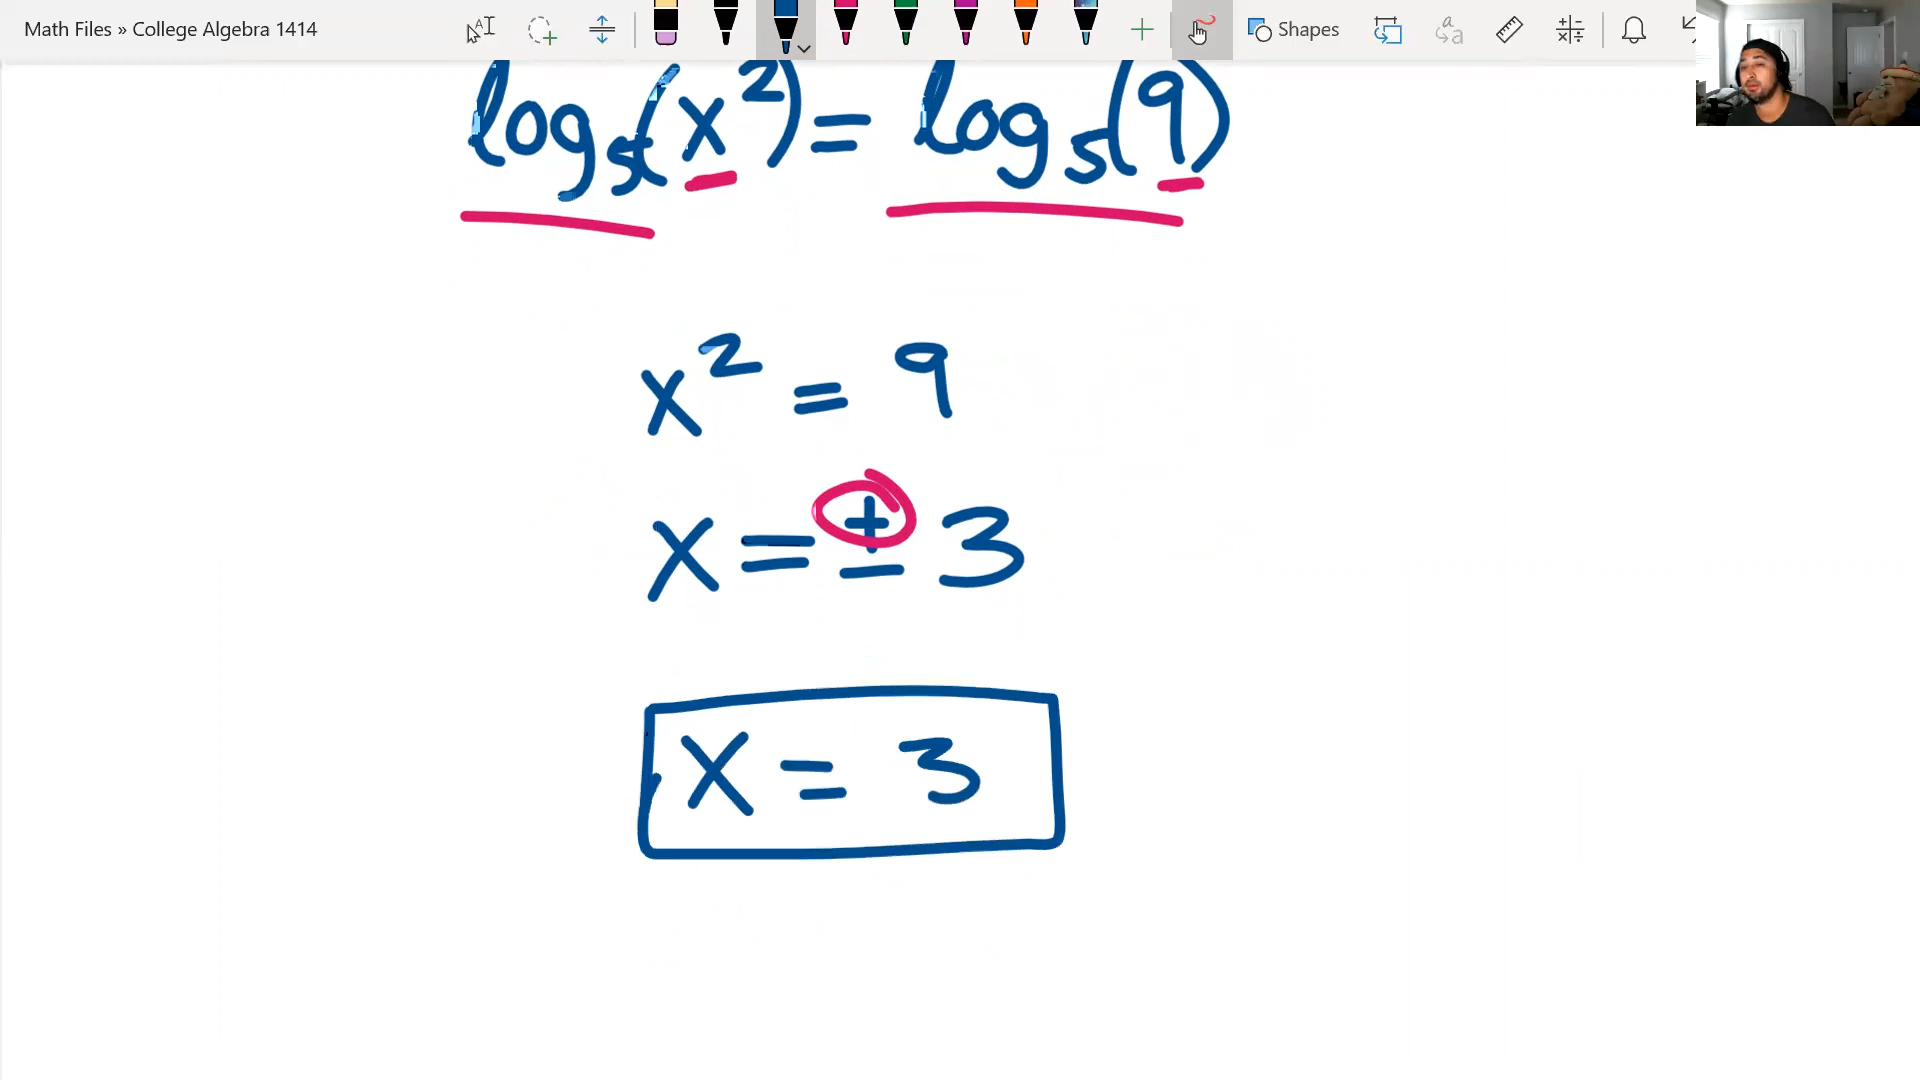 Math Files » College Algebra 1414
Shapes
log₅(x²) = log₅(9)
x² = 9
x = ± 3
x = 3